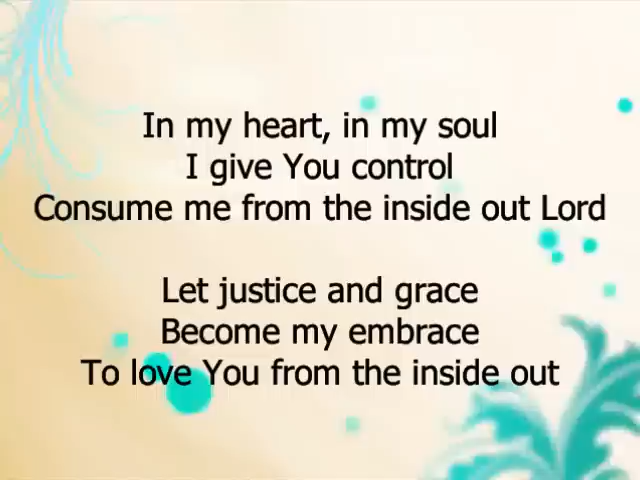 In my heart, in my soul
I give You control
Consume me from the inside out Lord
Let justice and grace
Become my embrace
To love You from the inside out